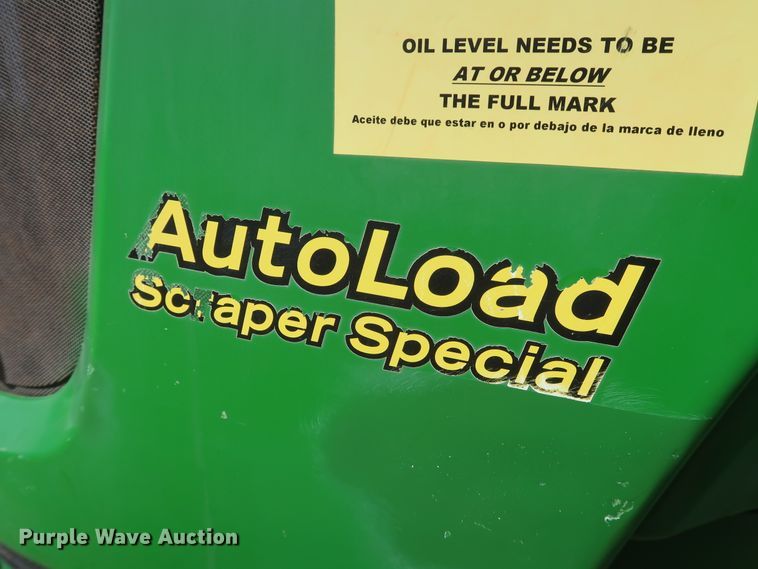 OIL LEVEL NEEDS TO BE
AT OR BELOW
THE FULL MARK
Aceite debe que estar en o por debajo de la marca de lleno
AutoLoad
Scraper Special
Purple Wave Auction